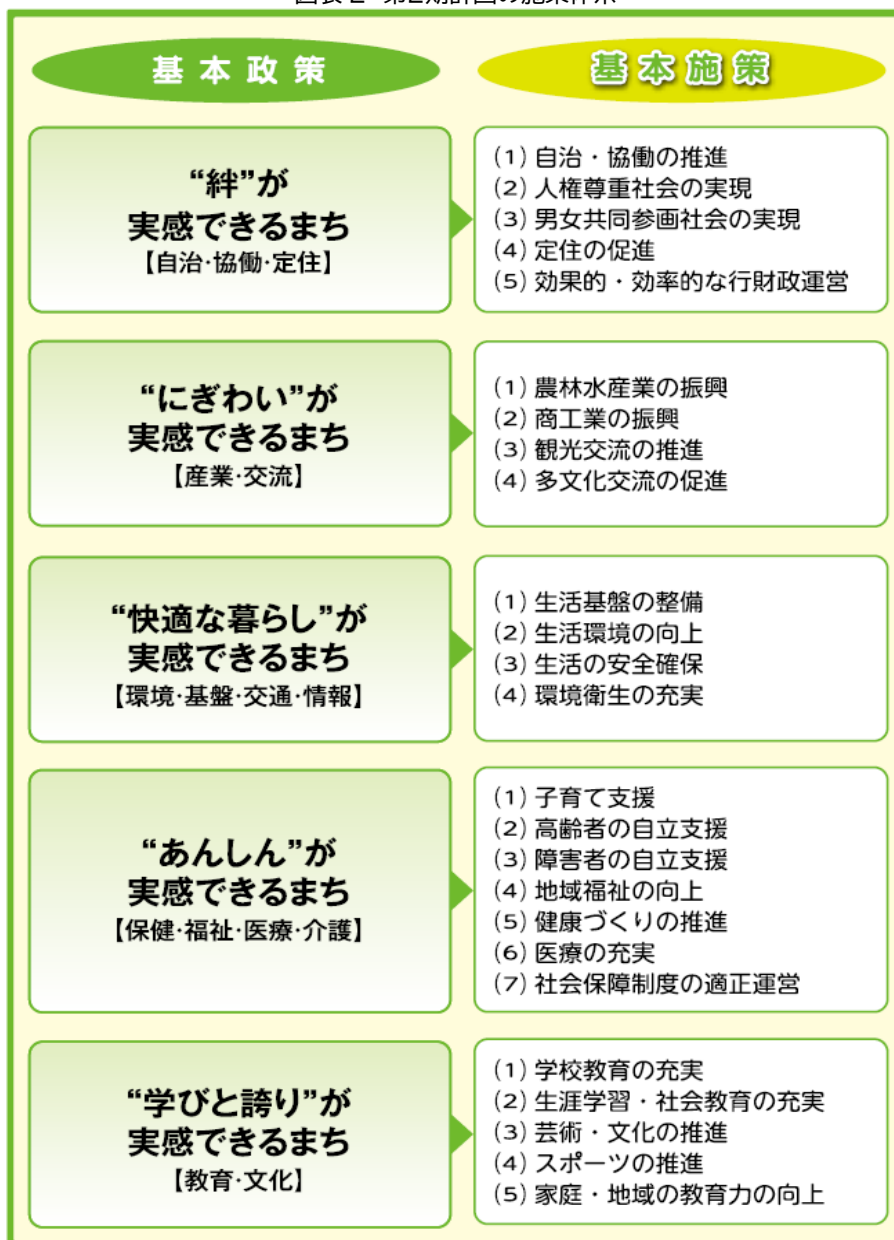 基本政策
基本施策
“絆”が
実感できるまち
【自治・協働・定住】
(1) 自治・協働の推進
(2) 人権尊重社会の実現
(3) 男女共同参画社会の実現
(4) 定住の促進
(5) 効果的・効率的な行財政運営
“にぎわい”が
実感できるまち
【産業・交流】
(1) 農林水産業の振興
(2) 商工業の振興
(3) 観光交流の推進
(4) 多文化交流の促進
“快適な暮らし”が
実感できるまち
【環境・基盤・交通・情報】
(1) 生活基盤の整備
(2) 生活環境の向上
(3) 生活の安全確保
(4) 環境衛生の充実
“あんしん”が
実感できるまち
【保健・福祉・医療・介護】
(1) 子育て支援
(2) 高齢者の自立支援
(3) 障害者の自立支援
(4) 地域福祉の向上
(5) 健康づくりの推進
(6) 医療の充実
(7) 社会保障制度の適正運営
“学びと誇り”が
実感できるまち
【教育・文化】
(1) 学校教育の充実
(2) 生涯学習・社会教育の充実
(3) 芸術・文化の推進
(4) スポーツの推進
(5) 家庭・地域の教育力の向上